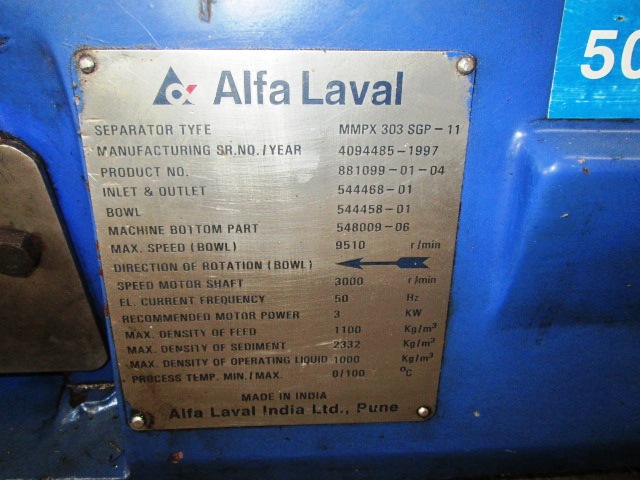 50
Alfa Laval
SEPARATOR TYPE MMPX 303 SGP-11
MANUFACTURING SR.NO./YEAR 4094485-1997
PRODUCT NO. 881099-01-04
INLET & OUTLET 544468-01
BOWL 544458-01
MACHINE BOTTOM PART 548009-06
MAX. SPEED (BOWL) 9510 r/min
DIRECTION OF ROTATION (BOWL)
SPEED MOTOR SHAFT 3000 r/min
EL. CURRENT FREQUENCY 50 Hz
RECOMMENDED MOTOR POWER 3 KW
MAX. DENSITY OF FEED 1100 Kg/m³
MAX. DENSITY OF SEDIMENT 2332 Kg/m³
MAX. DENSITY OF OPERATING LIQUID 1000 Kg/m³
PROCESS TEMP. MIN./MAX. 0/100 °C
MADE IN INDIA
Alfa Laval India Ltd., Pune